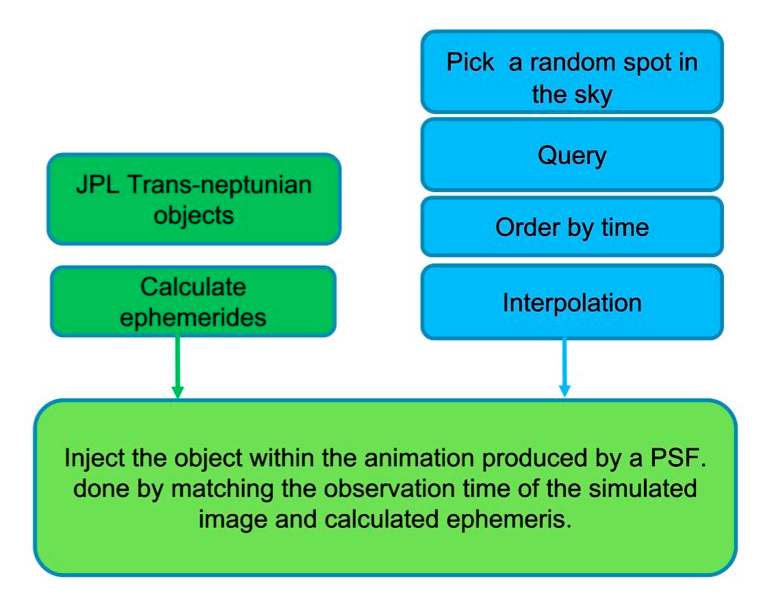 Pick a random spot in
the sky
Query
Order by time
Interpolation
JPL Trans-neptunian
objects
Calculate
ephemerides
Inject the object within the animation produced by a PSF.
done by matching the observation time of the simulated
image and calculated ephemeris.